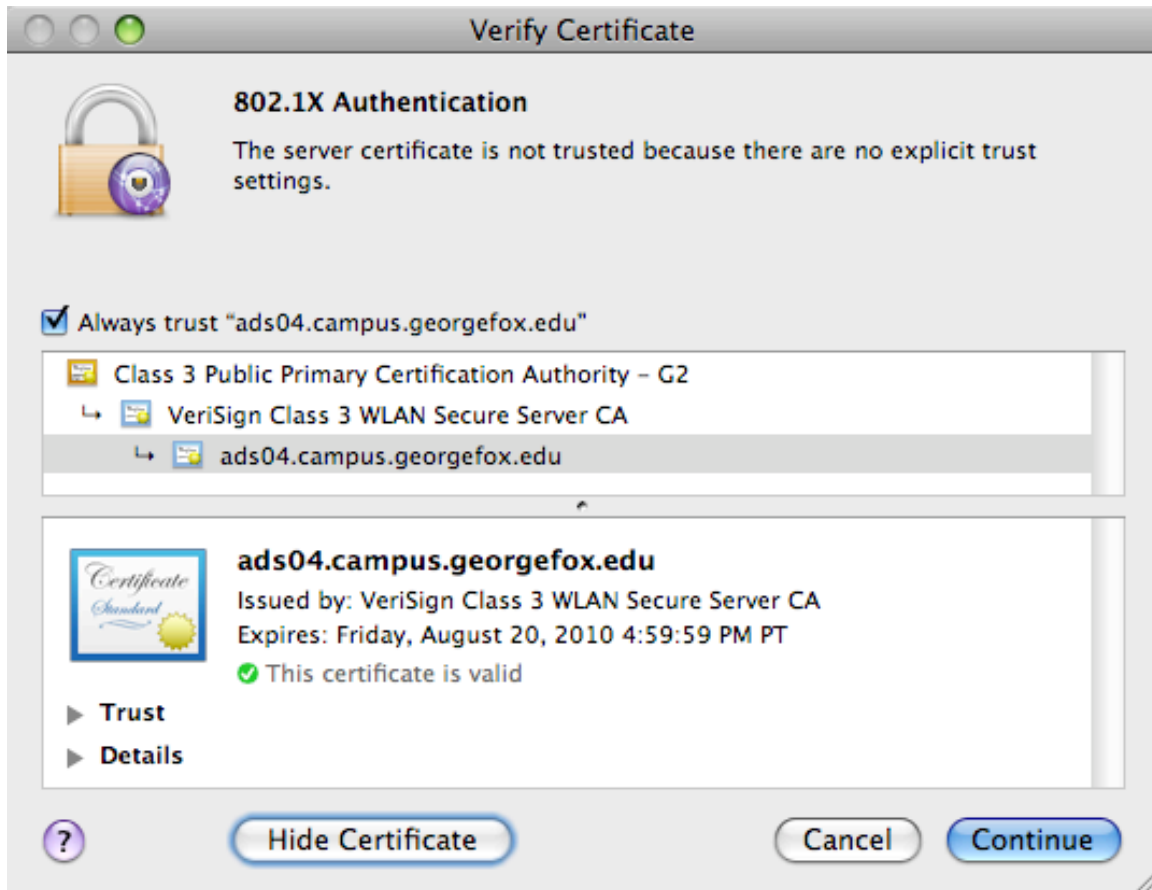 Verify Certificate
802.1X Authentication
The server certificate is not trusted because there are no explicit trust
settings.
Always trust “ads04.campus.georgefox.edu”
Class 3 Public Primary Certification Authority – G2
VeriSign Class 3 WLAN Secure Server CA
ads04.campus.georgefox.edu
Certificate
Standard
ads04.campus.georgefox.edu
Issued by: VeriSign Class 3 WLAN Secure Server CA
Expires: Friday, August 20, 2010 4:59:59 PM PT
This certificate is valid
Trust
Details
? Hide Certificate Cancel Continue